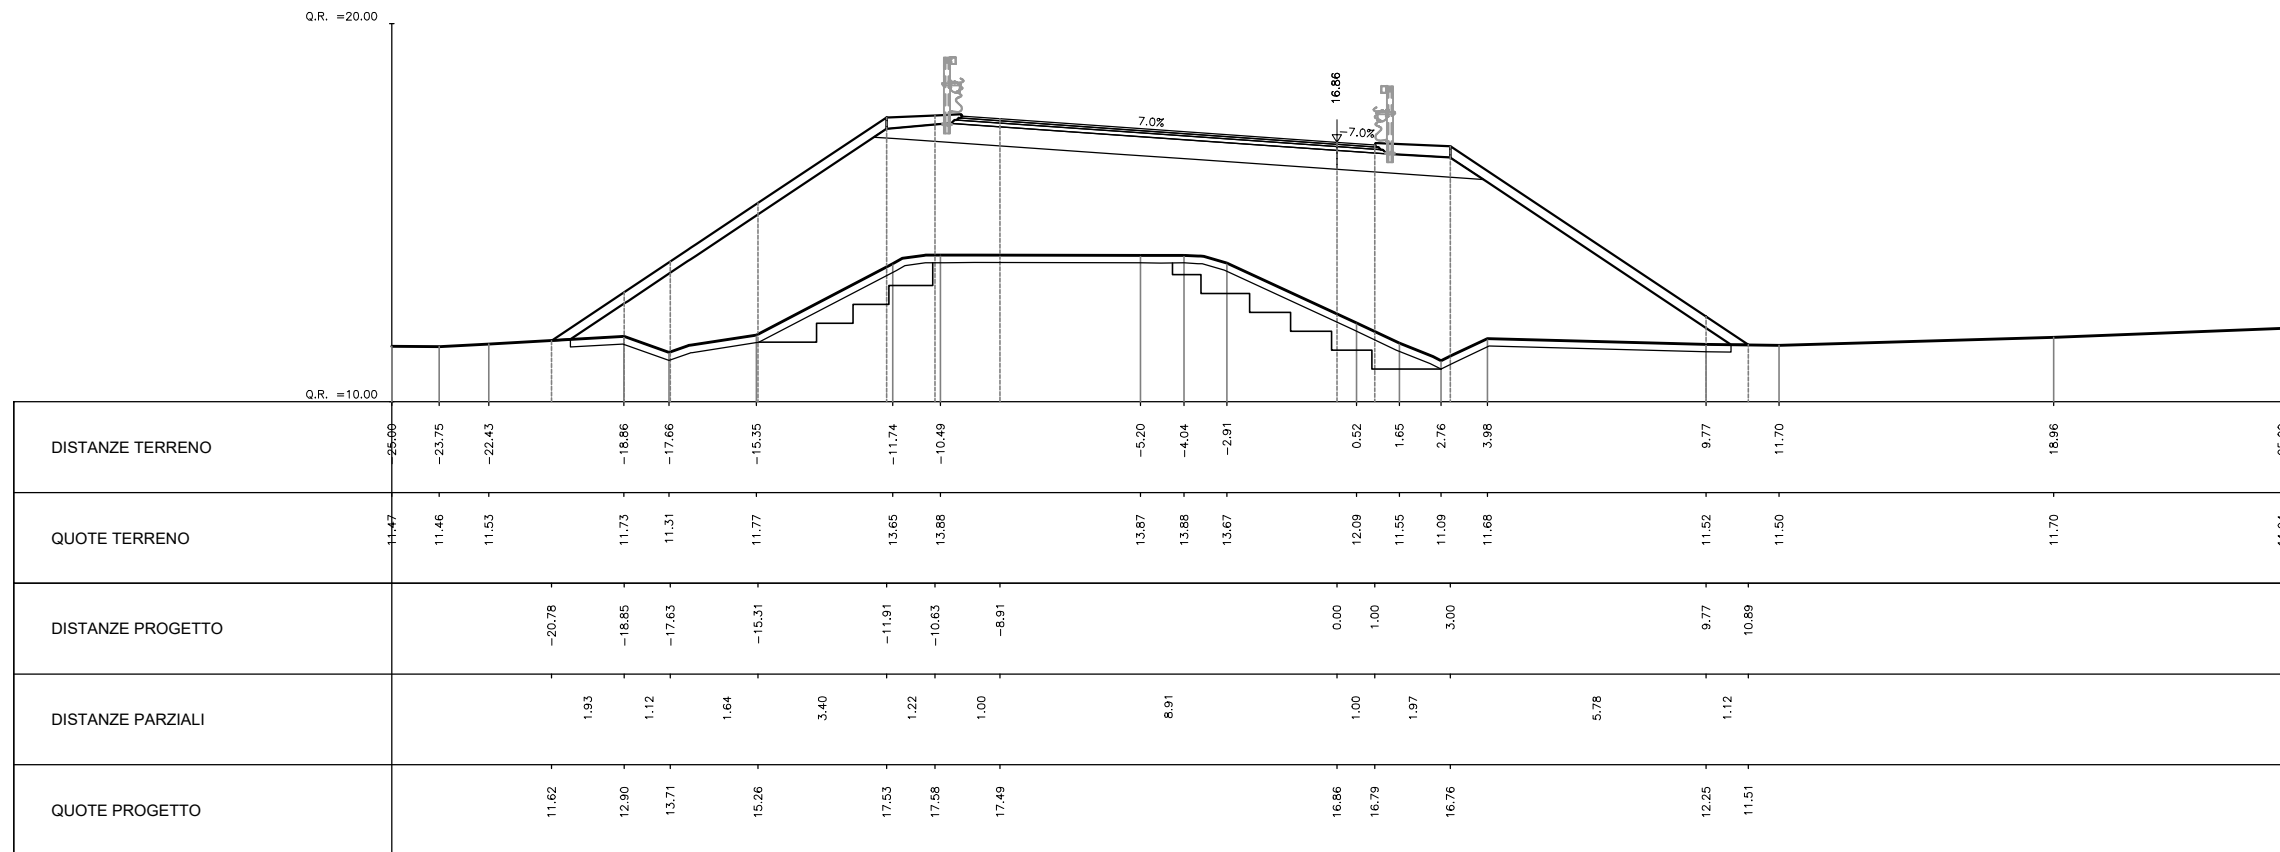 Q.R. =20.00
16.86
7.0%
-7.0%
Q.R. =10.00
DISTANZE TERRENO
-25.00 -23.75 -22.43 -18.86 -17.66 -15.35 -11.74 -10.49 -5.20 -4.04 -2.91 0.52 1.65 2.76 3.98 9.77 11.70 18.96
QUOTE TERRENO
11.47 11.46 11.53 11.73 11.31 11.77 13.65 13.88 13.87 13.88 13.67 12.09 11.55 11.09 11.68 11.52 11.50 11.70
DISTANZE PROGETTO
-20.78 -18.85 -17.63 -15.31 -11.91 -10.63 -8.91 0.00 1.00 3.00 9.77 10.89
DISTANZE PARZIALI
1.93 1.12 1.64 3.40 1.22 1.00 8.91 1.00 1.97 5.78 1.12
QUOTE PROGETTO
11.62 12.90 13.71 15.26 17.53 17.58 17.49 16.86 16.79 16.76 12.25 11.51